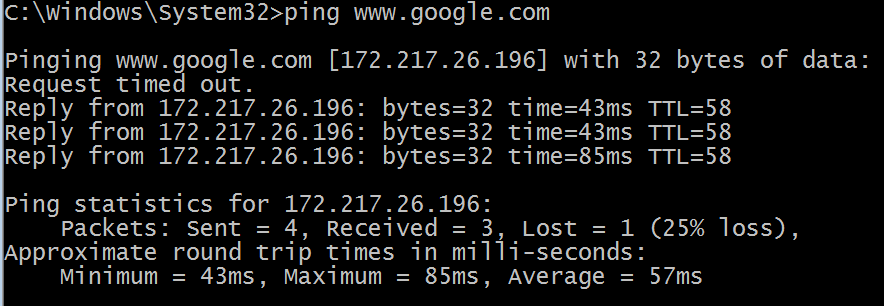 C:\Windows\System32>ping www.google.com
Pinging www.google.com [172.217.26.196] with 32 bytes of data:
Request timed out.
Reply from 172.217.26.196: bytes=32 time=43ms TTL=58
Reply from 172.217.26.196: bytes=32 time=43ms TTL=58
Reply from 172.217.26.196: bytes=32 time=85ms TTL=58
Ping statistics for 172.217.26.196:
    Packets: Sent = 4, Received = 3, Lost = 1 (25% loss),
Approximate round trip times in milli-seconds:
    Minimum = 43ms, Maximum = 85ms, Average = 57ms